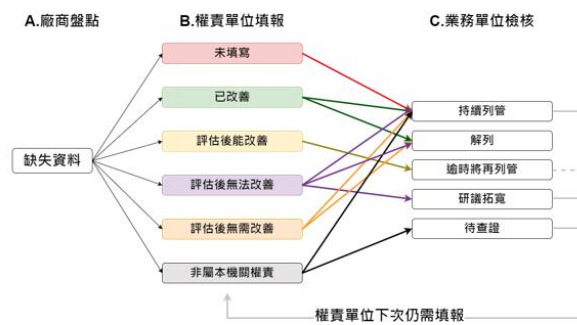 A.廠商盤點
B.權責單位填報
C.業務單位檢核
缺失資料
未填寫
已改善
評估後能改善
評估後無法改善
評估後無需改善
非屬本機關權責
持續列管
解列
逾時將再列管
研議拓寬
待查證
權責單位下次仍需填報